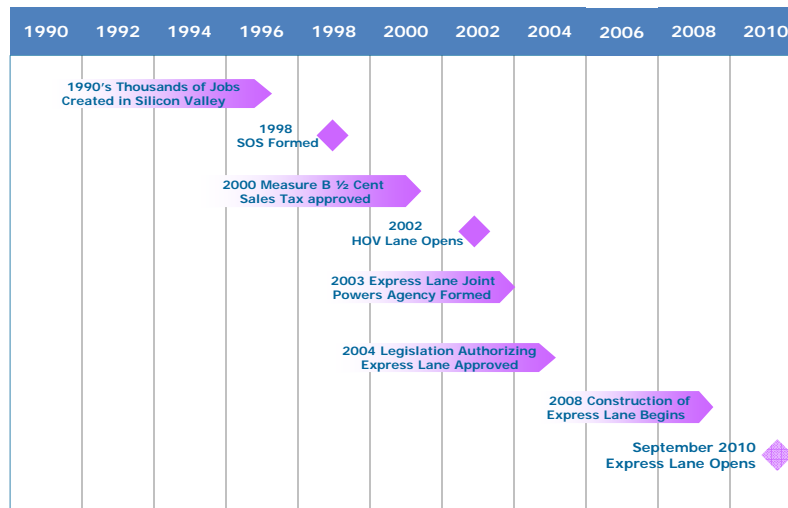 1990 1992 1994 1996 1998 2000 2002 2004 2006 2008 2010
1990's Thousands of Jobs
Created in Silicon Valley
1998
SOS Formed
2000 Measure B ½ Cent
Sales Tax approved
2002
HOV Lane Opens
2003 Express Lane Joint
Powers Agency Formed
2004 Legislation Authorizing
Express Lane Approved
2008 Construction of
Express Lane Begins
September 2010
Express Lane Opens